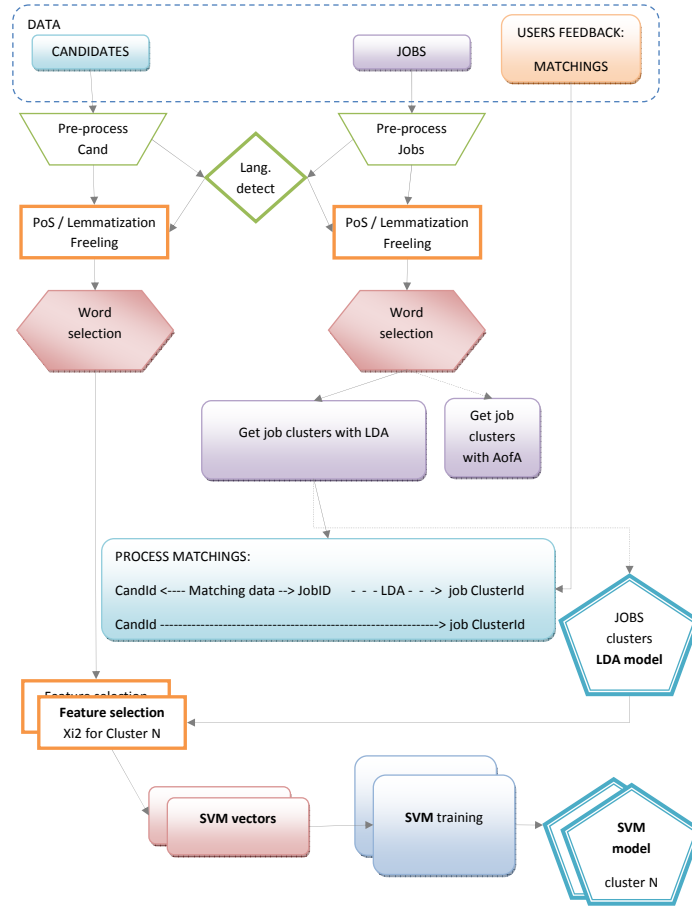 DATA
CANDIDATES
JOBS
USERS FEEDBACK:
MATCHINGS
Pre-process
Cand
Pre-process
Jobs
Lang.
detect
PoS / Lemmatization
Freeling
PoS / Lemmatization
Freeling
Word
selection
Word
selection
Get job clusters with LDA
Get job
clusters
with AofA
PROCESS MATCHINGS:
CandId <---- Matching data --> JobID - - - LDA - - -> job ClusterId
CandId --------------------------------------------------------------> job ClusterId
JOBS
clusters
LDA model
Feature selection
Feature selection
Xi2 for Cluster N
SVM vectors
SVM training
SVM
model
cluster N